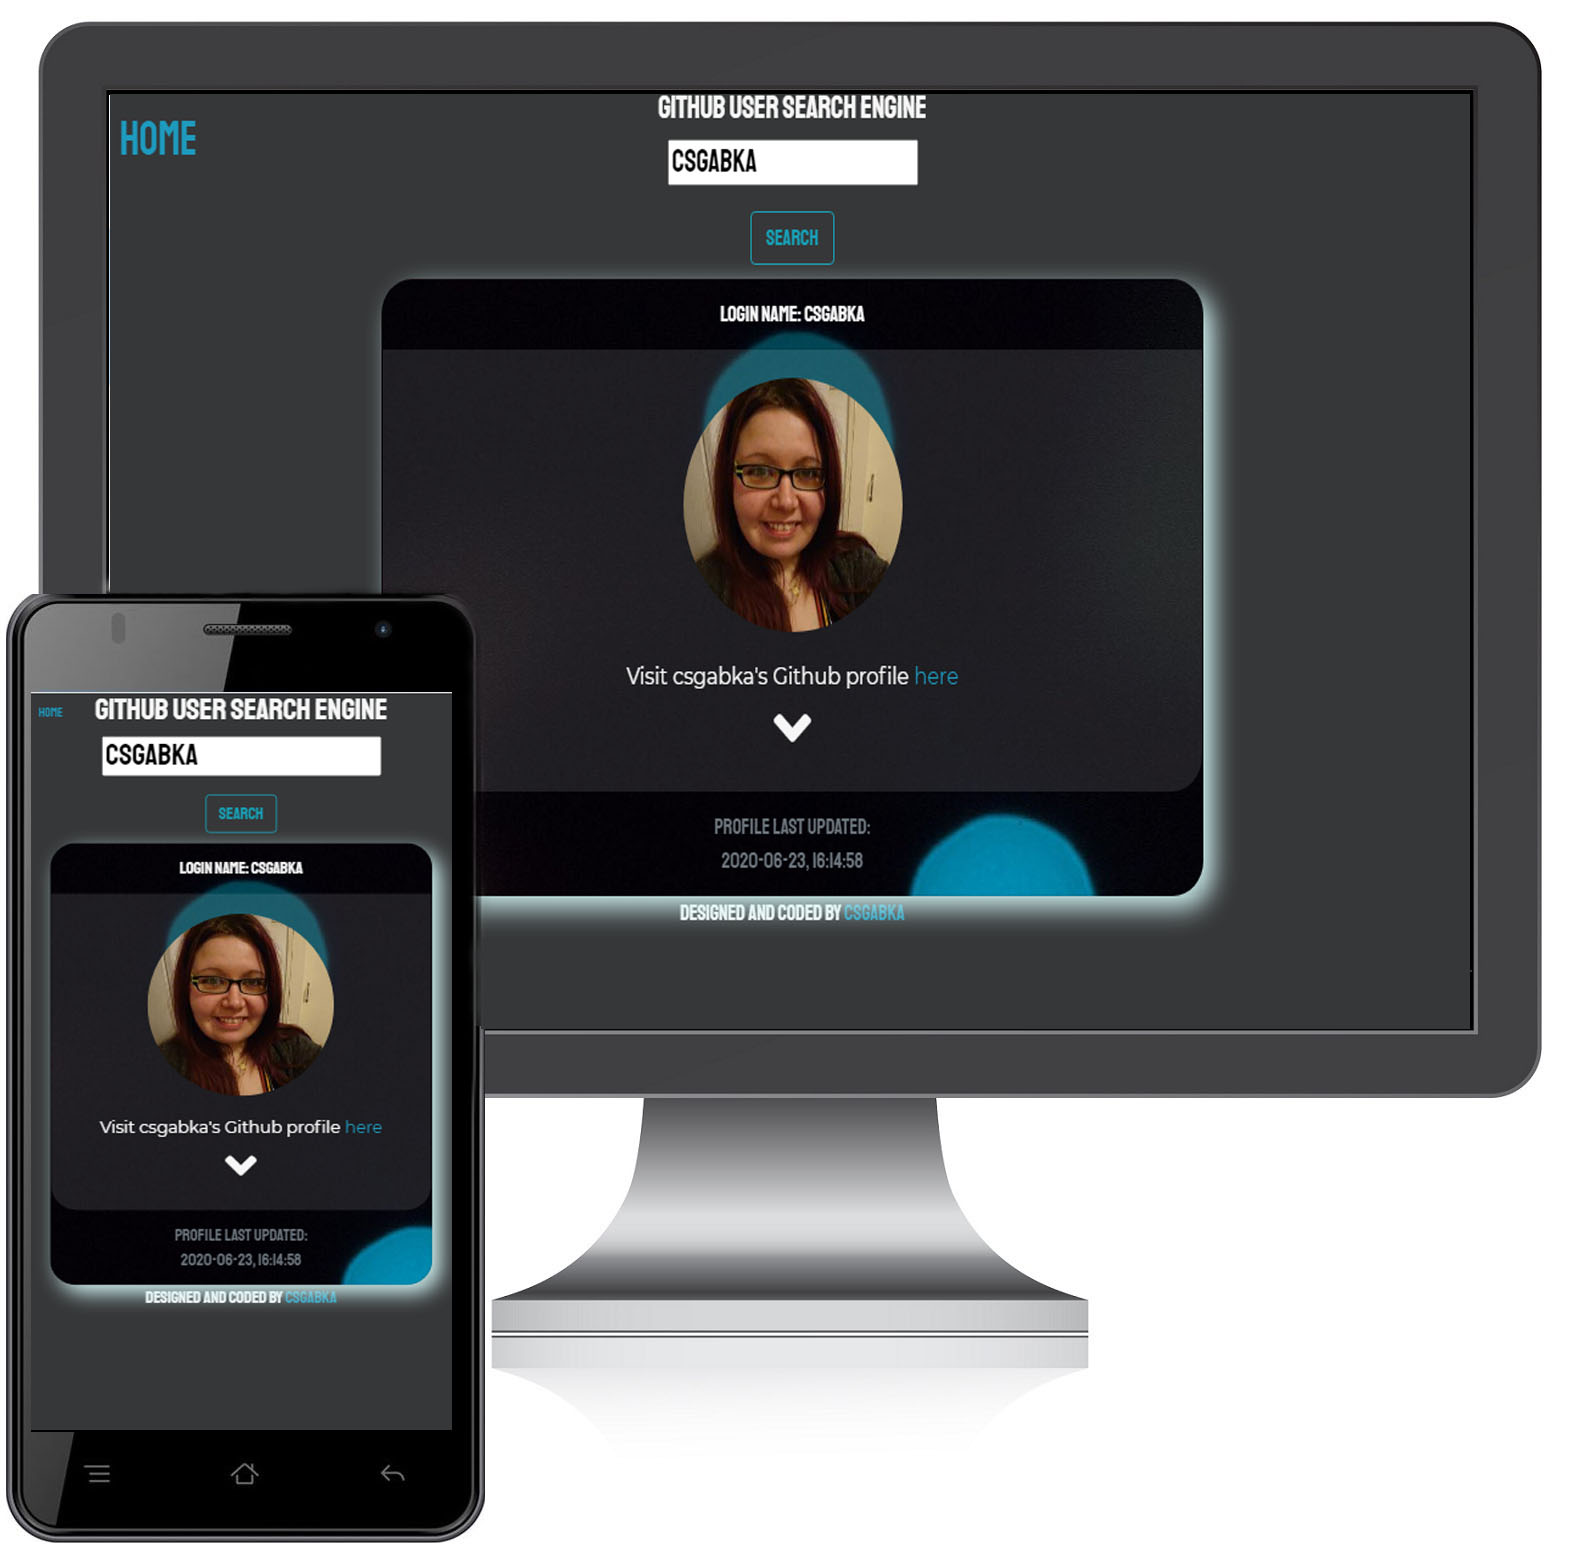 HOME
GITHUB USER SEARCH ENGINE
CSGABKA
SEARCH
LOGIN NAME: CSGABKA
Visit csgabka's Github profile here
PROFILE LAST UPDATED:
2020-06-23, 16:14:58
DESIGNED AND CODED BY CSGABKA
HOME
GITHUB USER SEARCH ENGINE
CSGABKA
SEARCH
LOGIN NAME: CSGABKA
Visit csgabka's Github profile here
PROFILE LAST UPDATED:
2020-06-23, 16:14:58
DESIGNED AND CODED BY CSGABKA